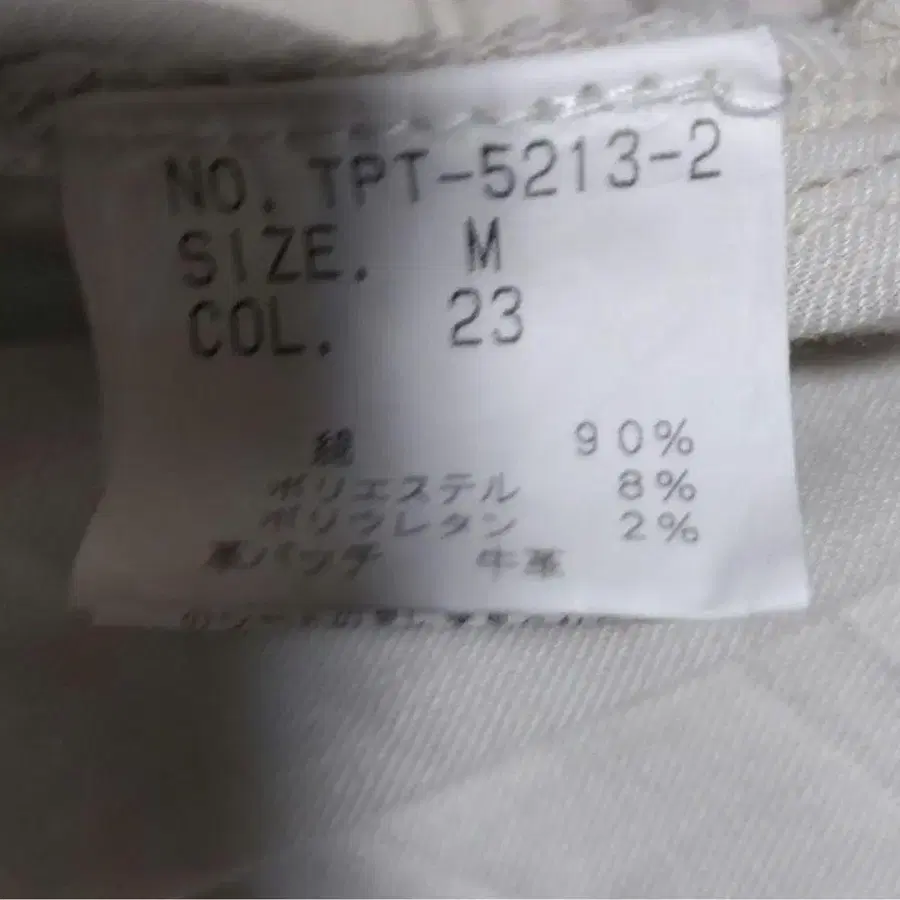 NO. TPT-5213-2
SIZE. M
COL. 23
綿 90%
ポリエステル 8%
ポリウレタン 2%
革パッチ 牛革